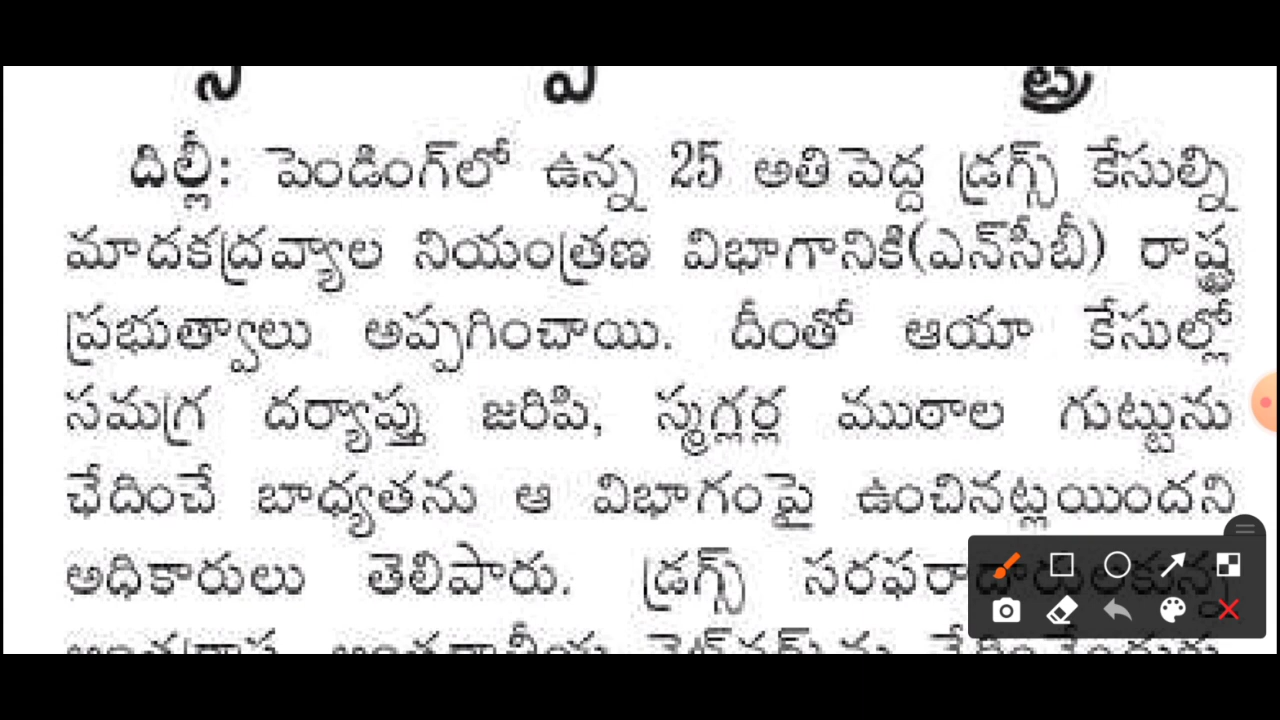 దిల్లీ: పెండింగ్‌లో ఉన్న 25 అతి పెద్ద డ్రగ్స్ కేసుల్ని
మాదకద్రవ్యాల నియంత్రణ విభాగానికి(ఎన్‌సీబీ) రాష్ట్ర
ప్రభుత్వాలు అప్పగించాయి. దీంతో ఆయా కేసుల్లో
సమగ్ర దర్యాప్తు జరిపి, స్మగ్లర్ల ముఠాల గుట్టును
ఛేదించే బాధ్యతను ఆ విభాగంపై ఉంచినట్లయిందని
అధికారులు తెలిపారు. డ్రగ్స్ సరఫరాదారులకున్న